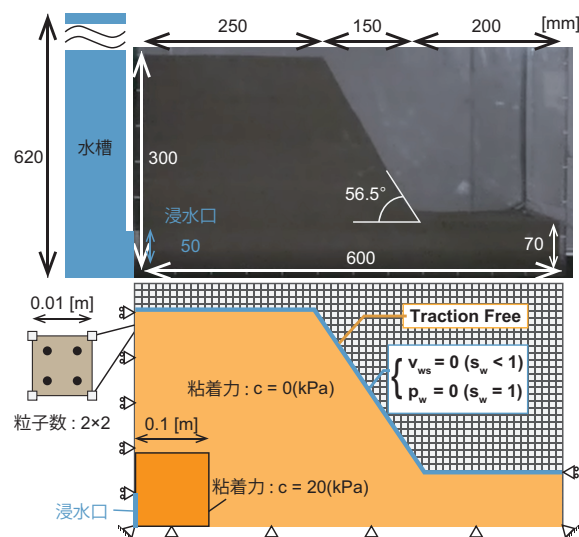 250
150
200
[mm]
620
水槽
300
56.5°
浸水口
50
70
600
0.01 [m]
Traction Free
v_ws = 0 (s_w < 1)
p_w = 0 (s_w = 1)
粘着力 : c = 0(kPa)
粒子数 : 2×2
0.1 [m]
粘着力 : c = 20(kPa)
浸水口